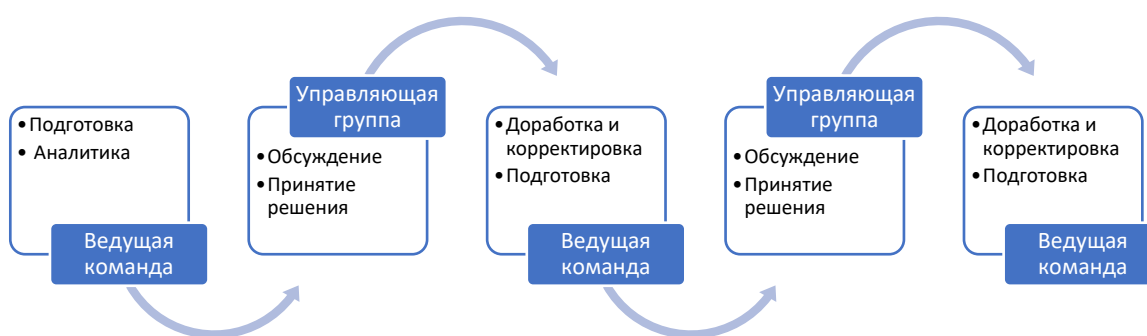 •Подготовка
• Аналитика
Ведущая
команда
Управляющая
группа
•Обсуждение
•Принятие
решения
•Доработка и
корректировка
•Подготовка
Ведущая
команда
Управляющая
группа
•Обсуждение
•Принятие
решения
•Доработка и
корректировка
•Подготовка
Ведущая
команда